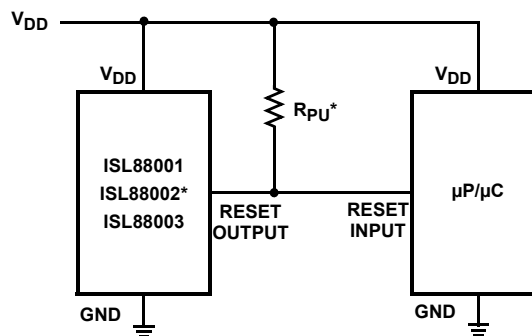 VDD
VDD
RPU*
VDD
ISL88001
ISL88002*
ISL88003
µP/µC
RESET
OUTPUT
RESET
INPUT
GND
GND